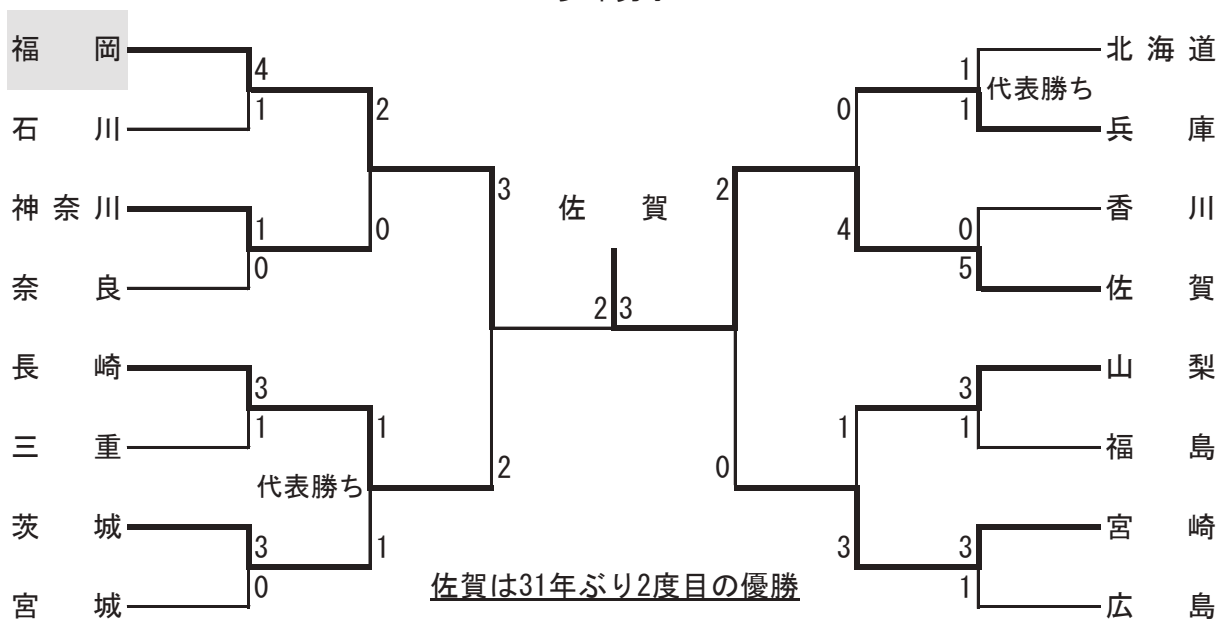 福岡
4
1
石川
2
神奈川
1
0
奈良
0
3
長崎
3
1
三重
1
代表勝ち
1
茨城
3
0
宮城
2
佐賀
2 3
北海道
1
代表勝ち
1
兵庫
0
香川
0
5
佐賀
4
2
山梨
3
1
福島
1
宮崎
3
1
広島
3
0
佐賀は31年ぶり2度目の優勝